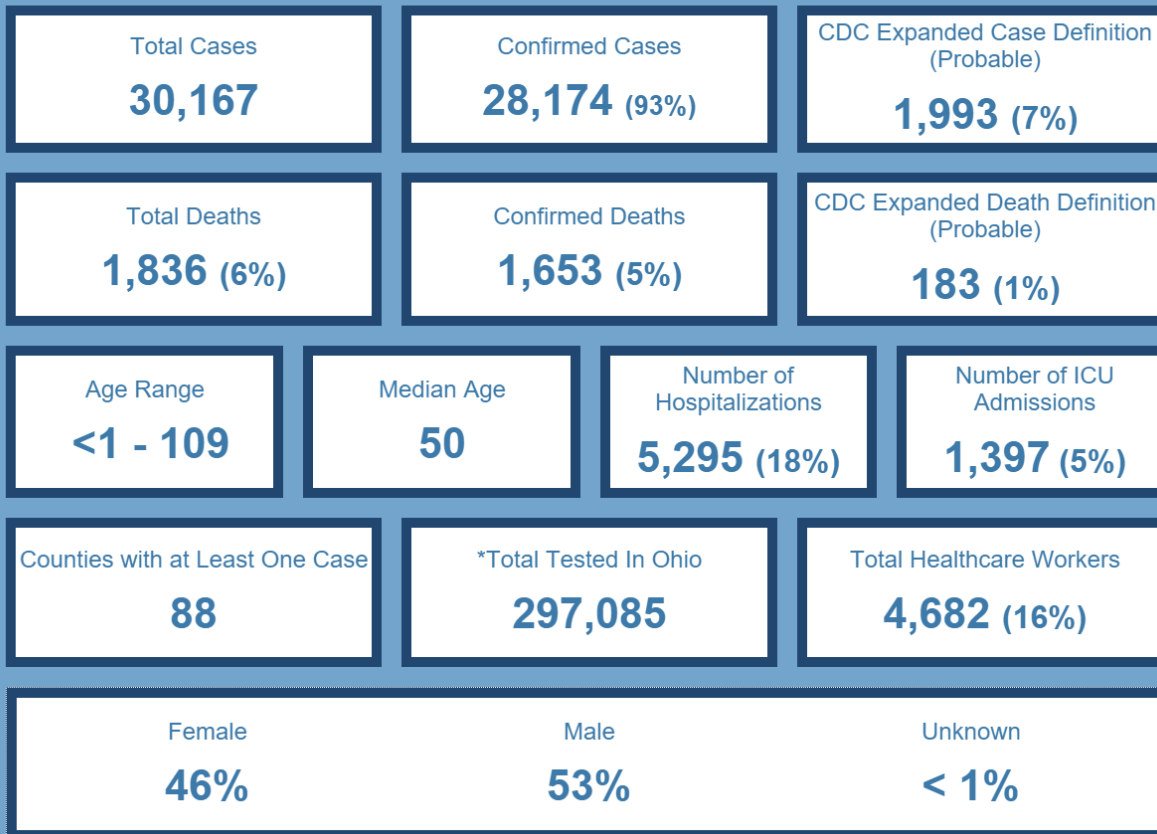 Total Cases
30,167
Confirmed Cases
28,174 (93%)
CDC Expanded Case Definition
(Probable)
1,993 (7%)
Total Deaths
1,836 (6%)
Confirmed Deaths
1,653 (5%)
CDC Expanded Death Definition
(Probable)
183 (1%)
Age Range
<1 - 109
Median Age
50
Number of
Hospitalizations
5,295 (18%)
Number of ICU
Admissions
1,397 (5%)
Counties with at Least One Case
88
*Total Tested In Ohio
297,085
Total Healthcare Workers
4,682 (16%)
Female
46%
Male
53%
Unknown
< 1%